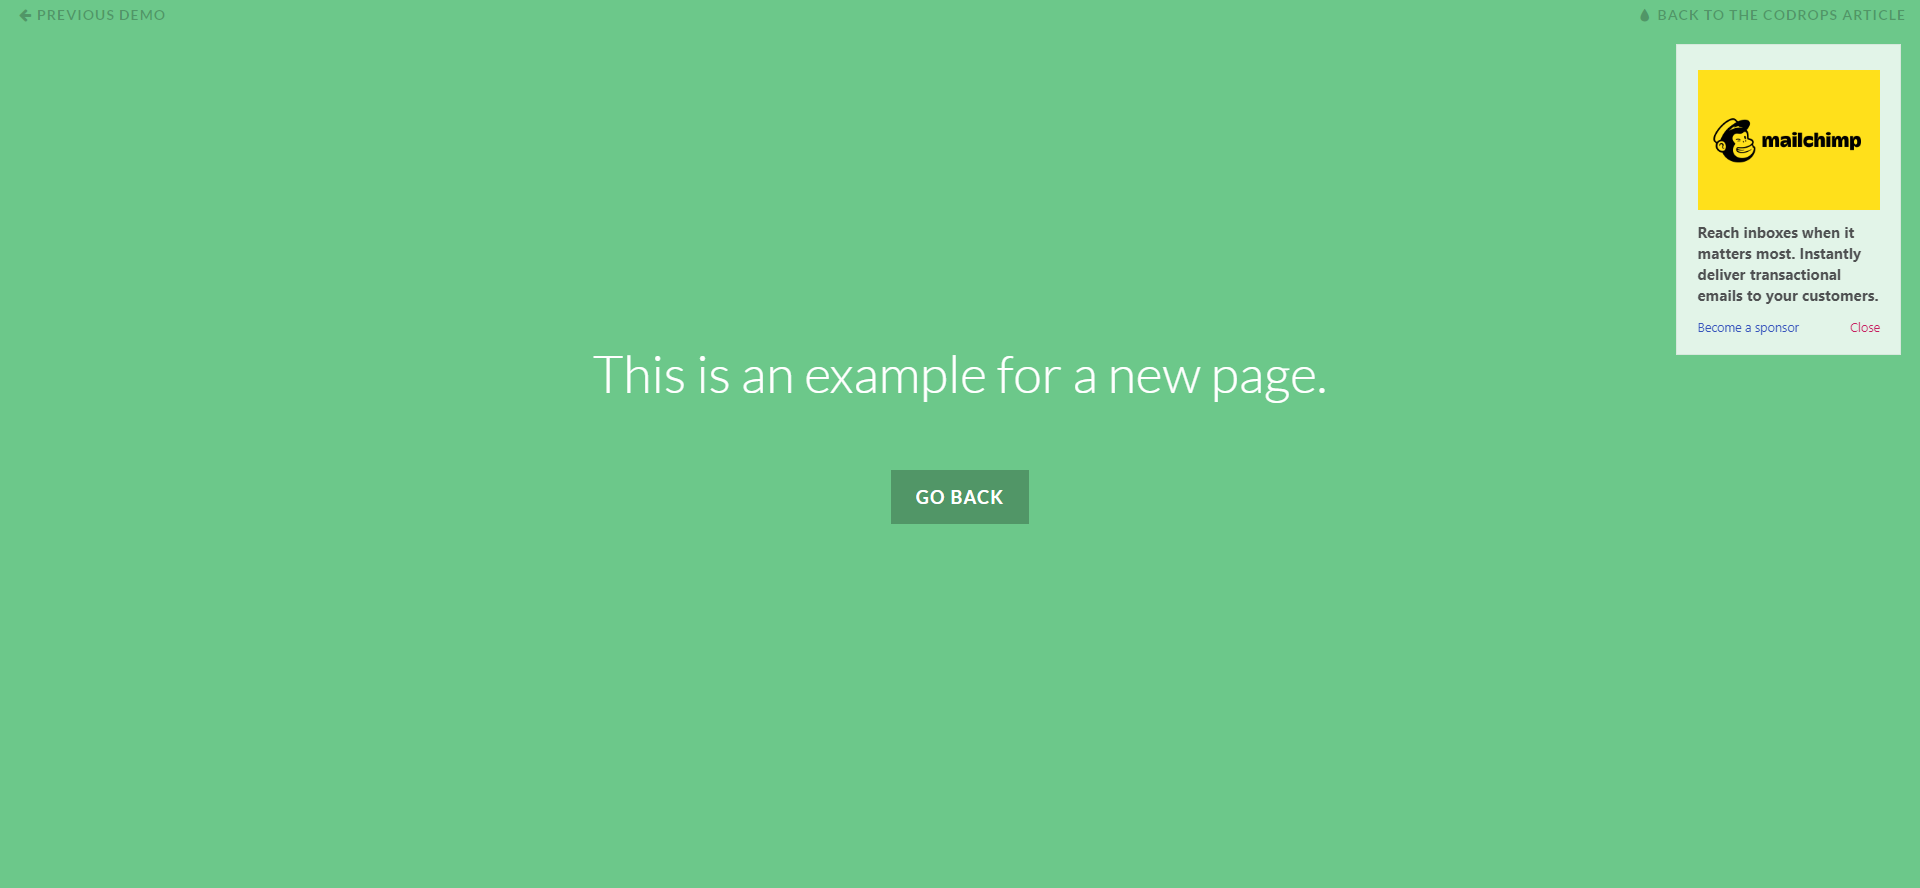 PREVIOUS DEMO
BACK TO THE CODROPS ARTICLE
mailchimp
Reach inboxes when it
matters most. Instantly
deliver transactional
emails to your customers.
Become a sponsor
Close
This is an example for a new page.
GO BACK